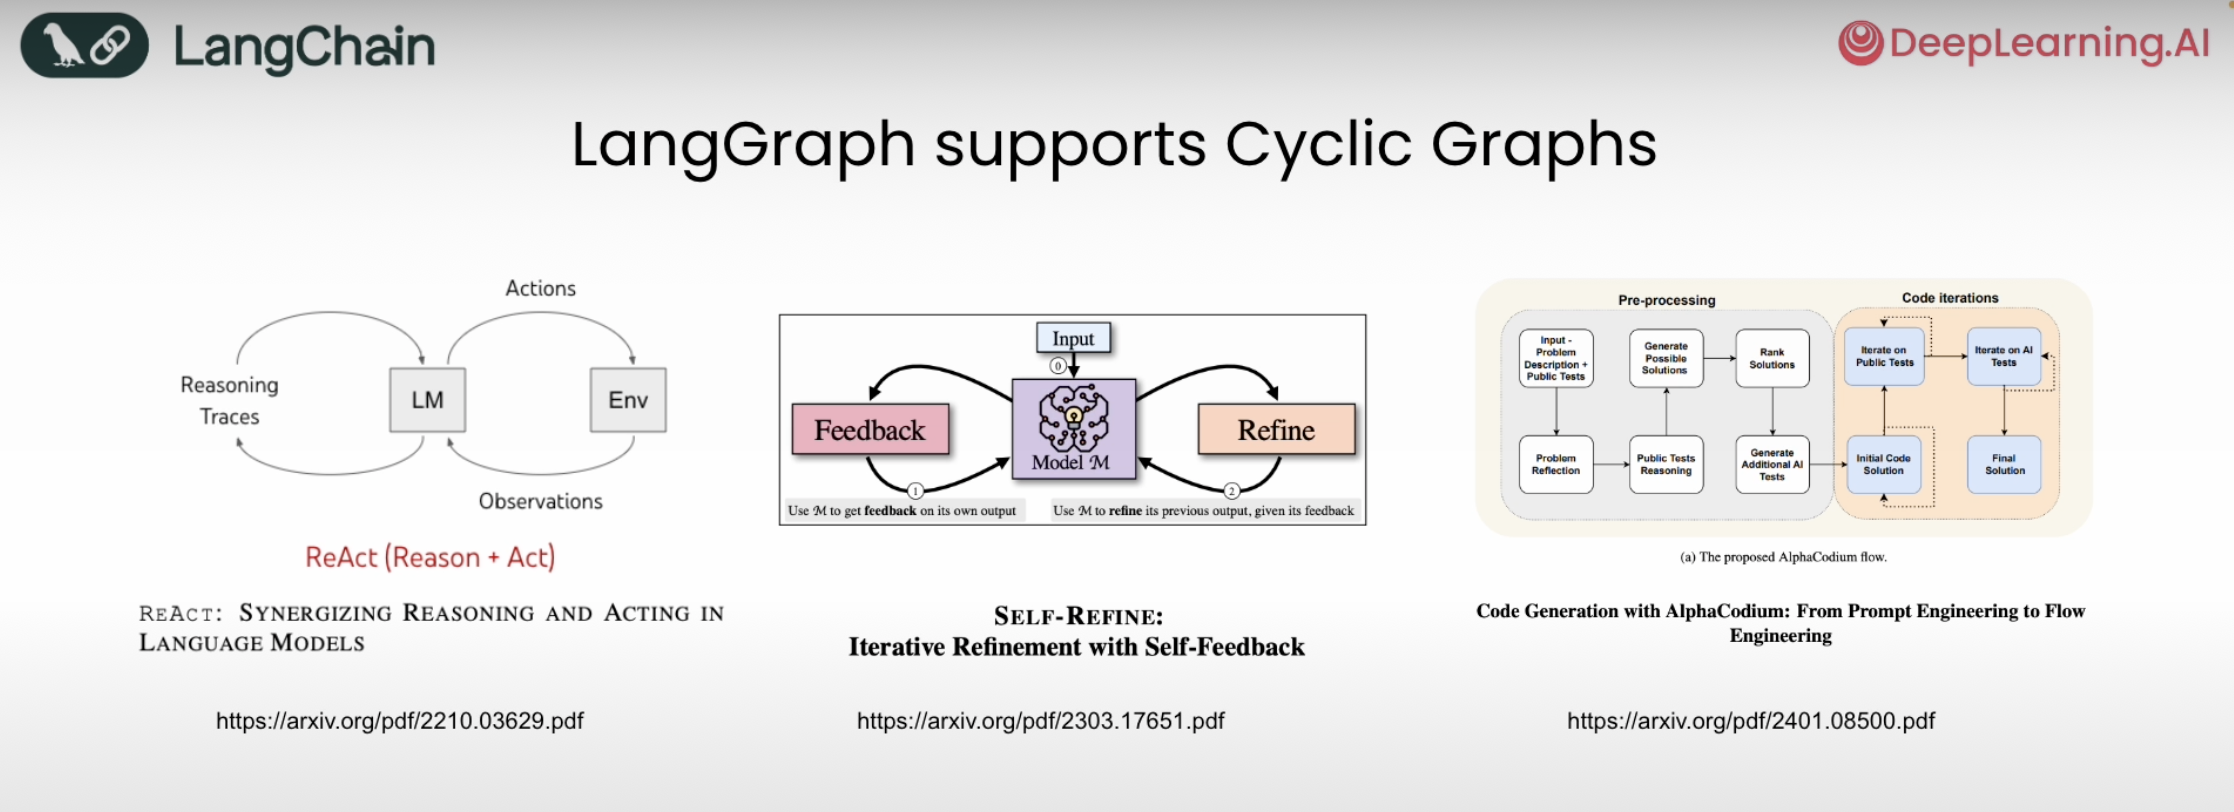 LangChain
DeepLearning.AI
LangGraph supports Cyclic Graphs
Actions
Reasoning
Traces
LM
Env
Observations
ReAct (Reason + Act)
REACT: SYNERGIZING REASONING AND ACTING IN
LANGUAGE MODELS
https://arxiv.org/pdf/2210.03629.pdf
Input
0
Feedback
Model M
Refine
1
2
Use M to get feedback on its own output
Use M to refine its previous output, given its feedback
SELF-REFINE:
Iterative Refinement with Self-Feedback
https://arxiv.org/pdf/2303.17651.pdf
Pre-processing
Code iterations
Input -
Problem
Description +
Public Tests
Generate
Possible
Solutions
Rank
Solutions
Iterate on
Public Tests
Iterate on AI
Tests
Problem
Reflection
Public Tests
Reasoning
Generate
Additional AI
Tests
Initial Code
Solution
Final
Solution
(a) The proposed AlphaCodium flow.
Code Generation with AlphaCodium: From Prompt Engineering to Flow
Engineering
https://arxiv.org/pdf/2401.08500.pdf